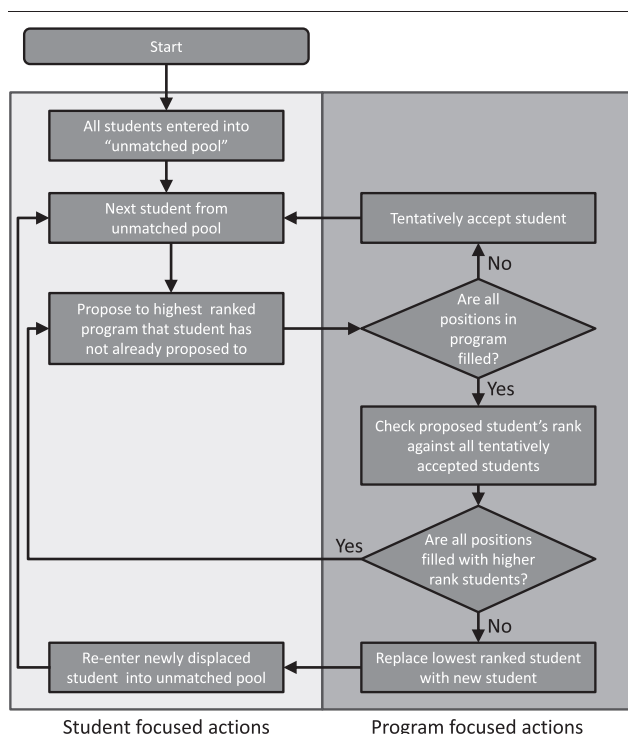 Start
All students entered into
“unmatched pool”
Next student from
unmatched pool
Tentatively accept student
No
Propose to highest ranked
program that student has
not already proposed to
Are all
positions in
program
filled?
Yes
Check proposed student’s rank
against all tentatively
accepted students
Are all positions
filled with higher
rank students?
Yes
No
Re-enter newly displaced
student into unmatched pool
Replace lowest ranked student
with new student
Student focused actions
Program focused actions